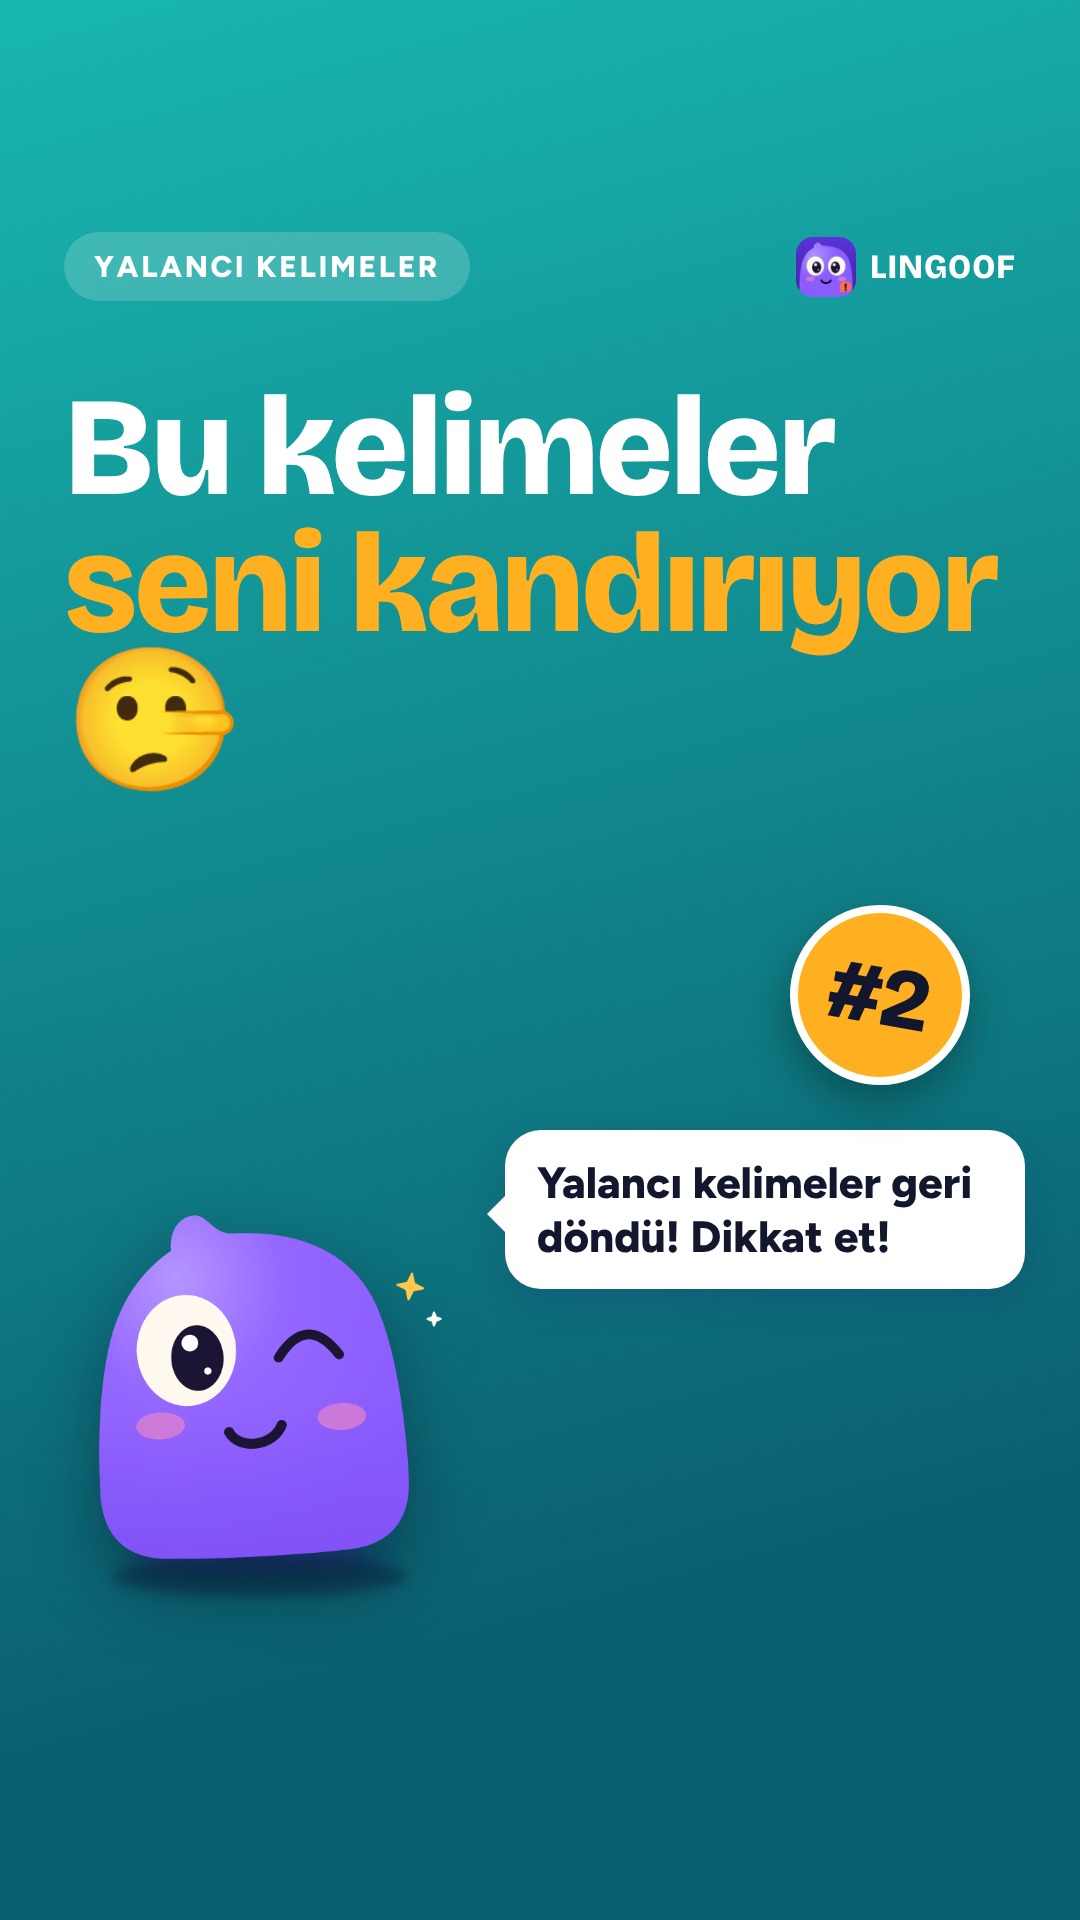 YALANCI KELIMELER
LINGOOF
Bu kelimeler
seni kandırıyor
#2
Yalancı kelimeler geri
döndü! Dikkat et!